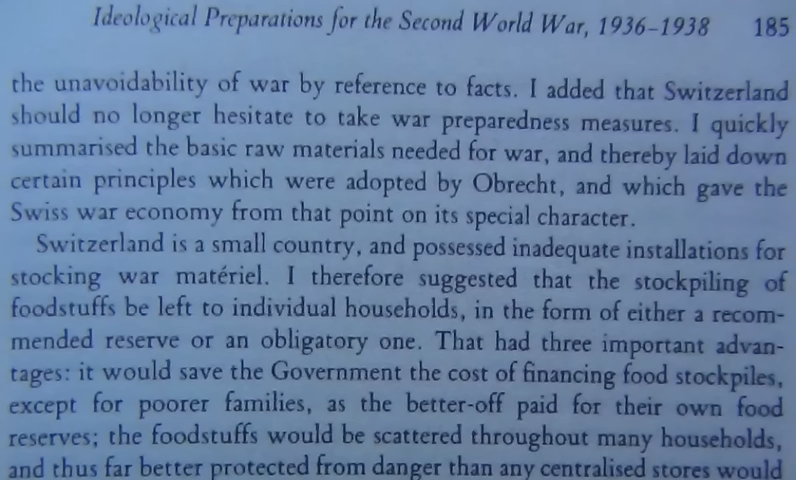 Ideological Preparations for the Second World War, 1936–1938 185
the unavoidability of war by reference to facts. I added that Switzerland
should no longer hesitate to take war preparedness measures. I quickly
summarised the basic raw materials needed for war, and thereby laid down
certain principles which were adopted by Obrecht, and which gave the
Swiss war economy from that point on its special character.
Switzerland is a small country, and possessed inadequate installations for
stocking war matériel. I therefore suggested that the stockpiling of
foodstuffs be left to individual households, in the form of either a recom-
mended reserve or an obligatory one. That had three important advan-
tages: it would save the Government the cost of financing food stockpiles,
except for poorer families, as the better-off paid for their own food
reserves; the foodstuffs would be scattered throughout many households,
and thus far better protected from danger than any centralised stores would